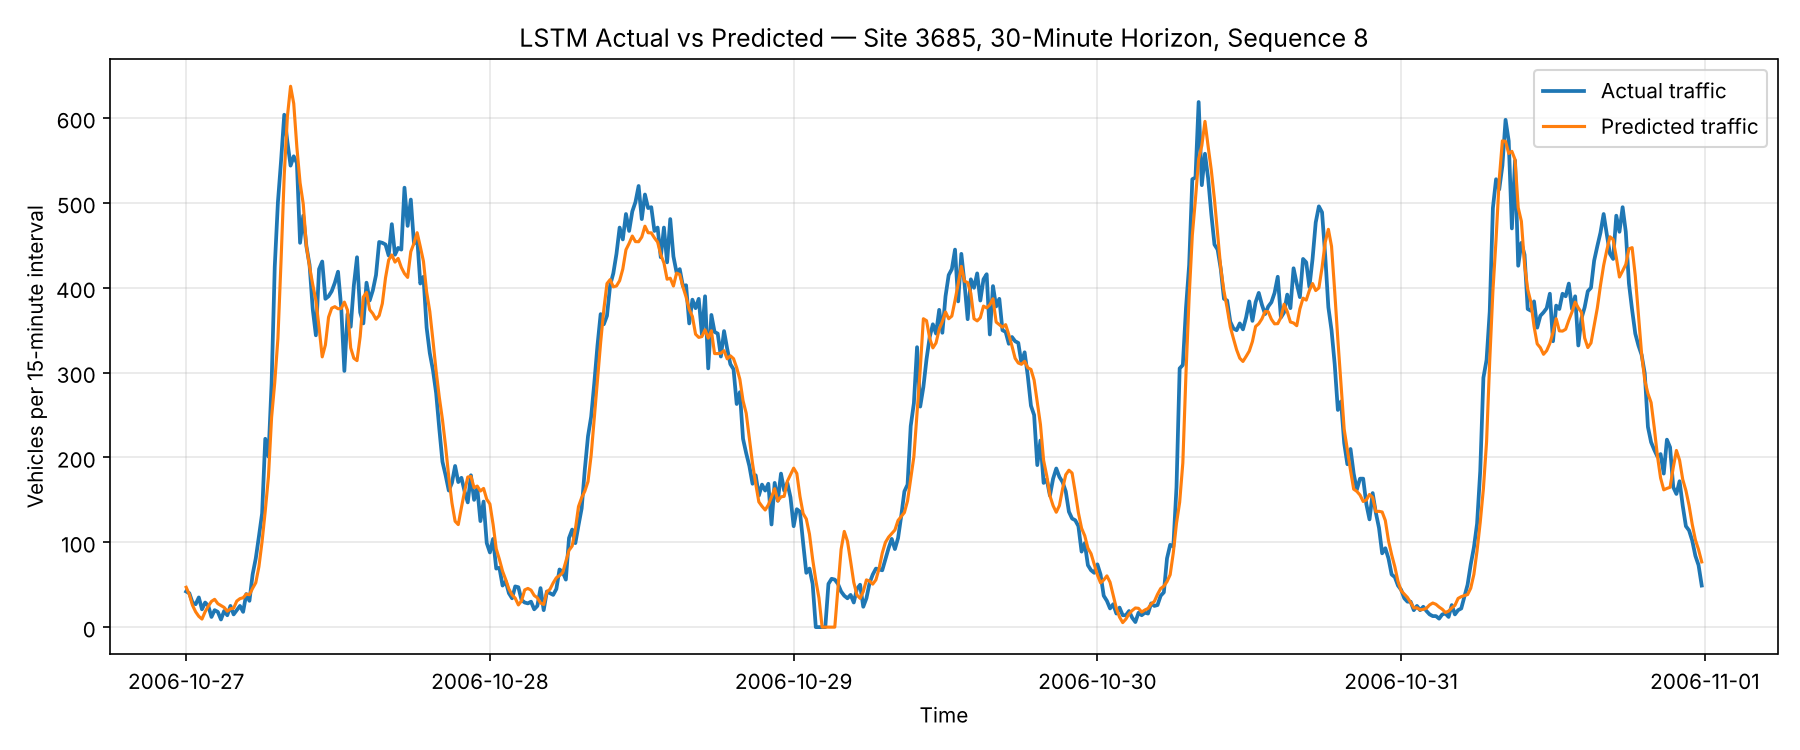 LSTM Actual vs Predicted — Site 3685, 30-Minute Horizon, Sequence 8
Actual traffic
Predicted traffic
Vehicles per 15-minute interval
600
500
400
300
200
100
0
2006-10-27
2006-10-28
2006-10-29
2006-10-30
2006-10-31
2006-11-01
Time